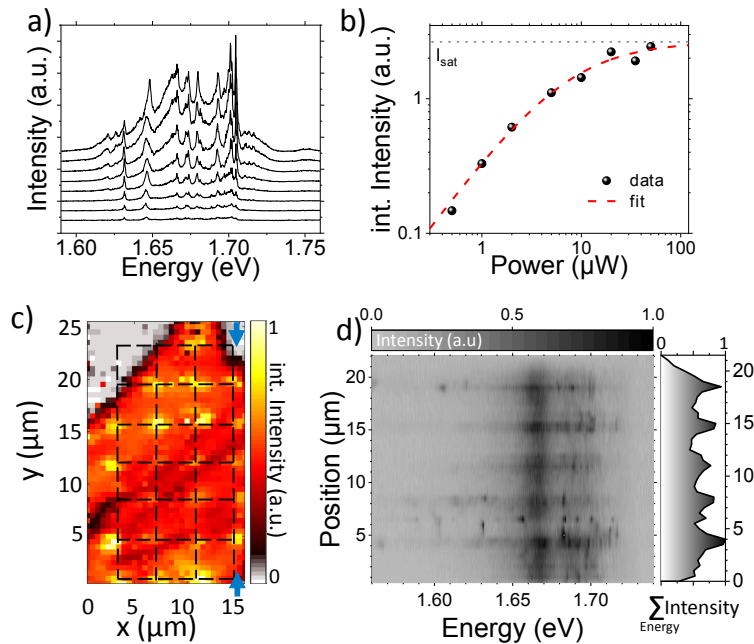 a)
Intensity (a.u.)
1.60 1.65 1.70 1.75
Energy (eV)
b)
int. Intensity (a.u.)
1
0.1
I_sat
data
fit
1 10 100
Power (µW)
c)
y (µm)
25
20
15
10
5
0 5 10 15
x (µm)
1
int. Intensity (a.u.)
0
d)
0.0 0.5 1.0
Intensity (a.u)
Position (µm)
20
15
10
5
1.60 1.65 1.70
Energy (eV)
0 1
20
15
10
5
0
∑ Intensity
Energy